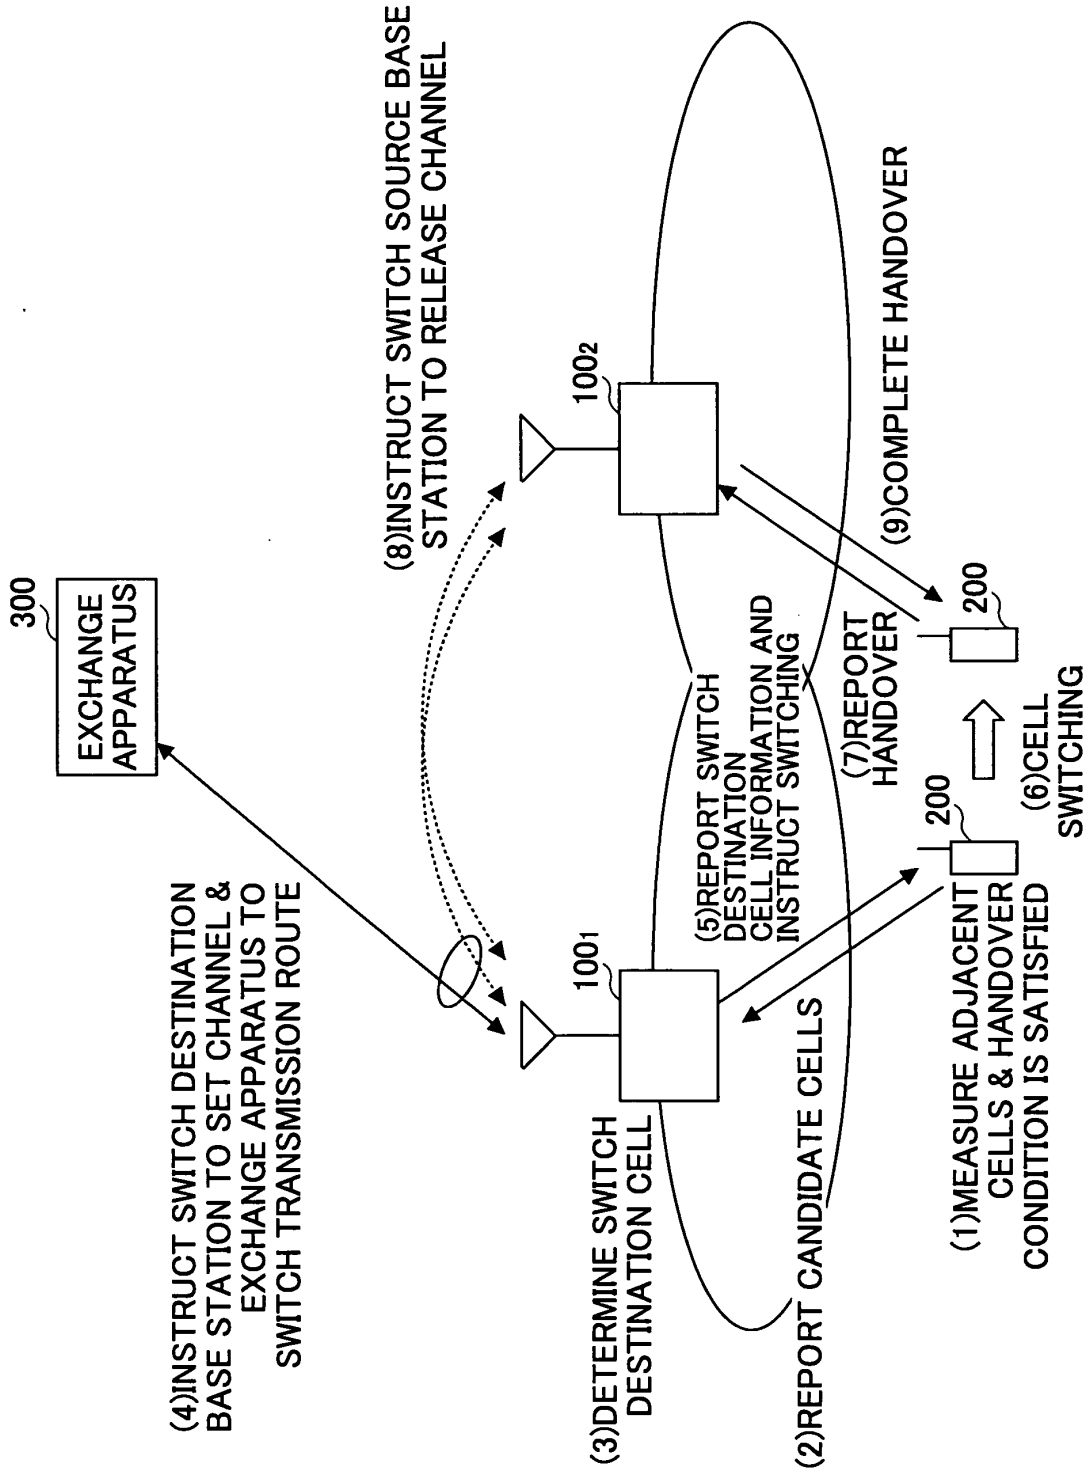 300
EXCHANGE
APPARATUS
(4)INSTRUCT SWITCH DESTINATION
BASE STATION TO SET CHANNEL &
EXCHANGE APPARATUS TO
SWITCH TRANSMISSION ROUTE
(8)INSTRUCT SWITCH SOURCE BASE
STATION TO RELEASE CHANNEL
(3)DETERMINE SWITCH
DESTINATION CELL
100₁
100₂
(5)REPORT SWITCH
DESTINATION
CELL INFORMATION AND
INSTRUCT SWITCHING
(2)REPORT CANDIDATE CELLS
(7)REPORT
HANDOVER
(9)COMPLETE HANDOVER
(1)MEASURE ADJACENT
CELLS & HANDOVER
CONDITION IS SATISFIED
200
200
(6)CELL
SWITCHING